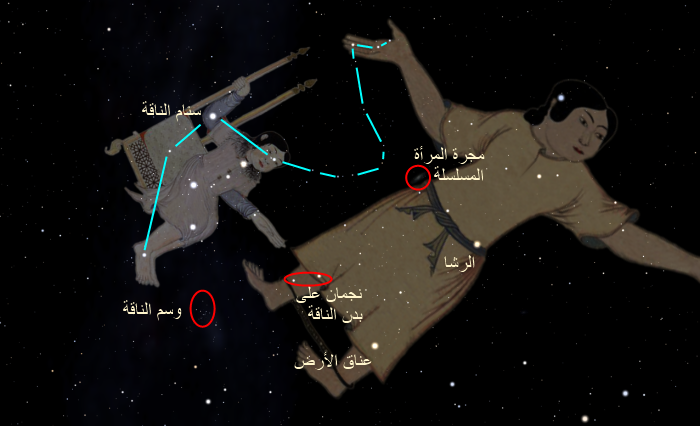 سنام الناقة
مجرة المرأة
المسلسلة
الرشا
نجمان على
بدن الناقة
وسم الناقة
عناق الأرض